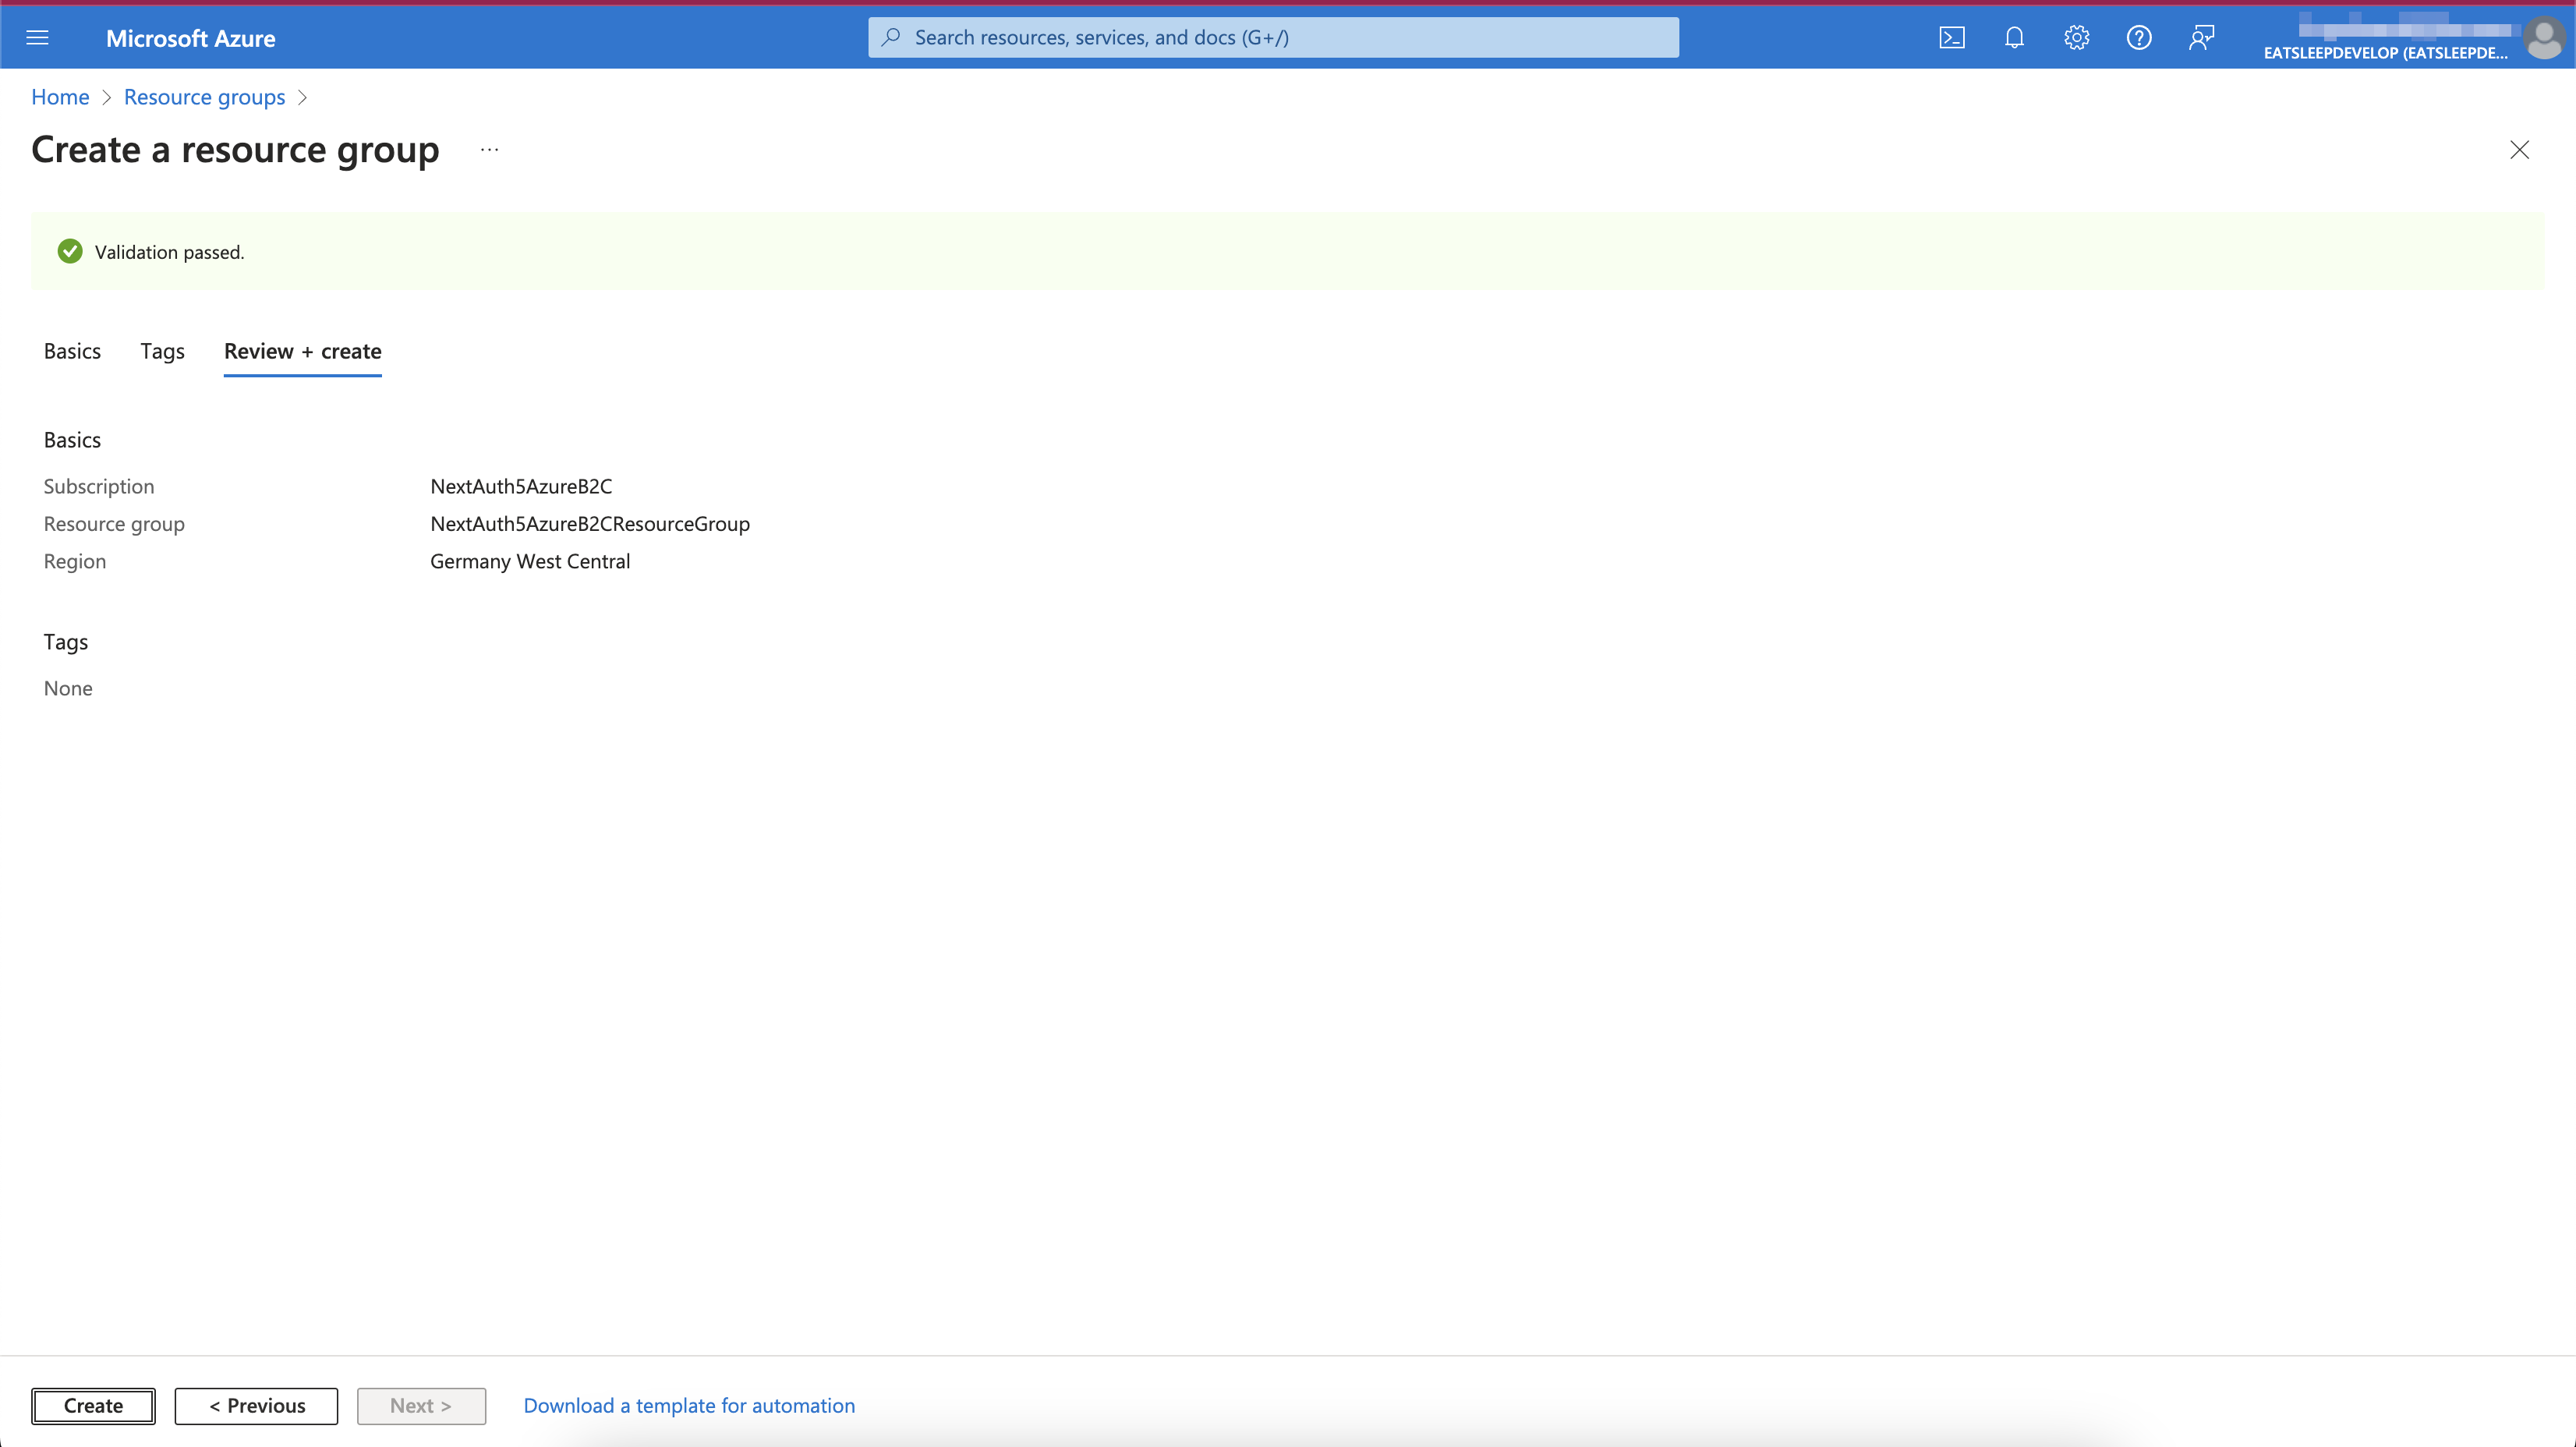 Microsoft Azure
Search resources, services, and docs (G+/)
EATSLEEPDEVELOP (EATSLEEPDE...
Home > Resource groups >
Create a resource group ...
Validation passed.
Basics Tags Review + create
Basics
Subscription NextAuth5AzureB2C
Resource group NextAuth5AzureB2CResourceGroup
Region Germany West Central
Tags
None
Create < Previous Next > Download a template for automation